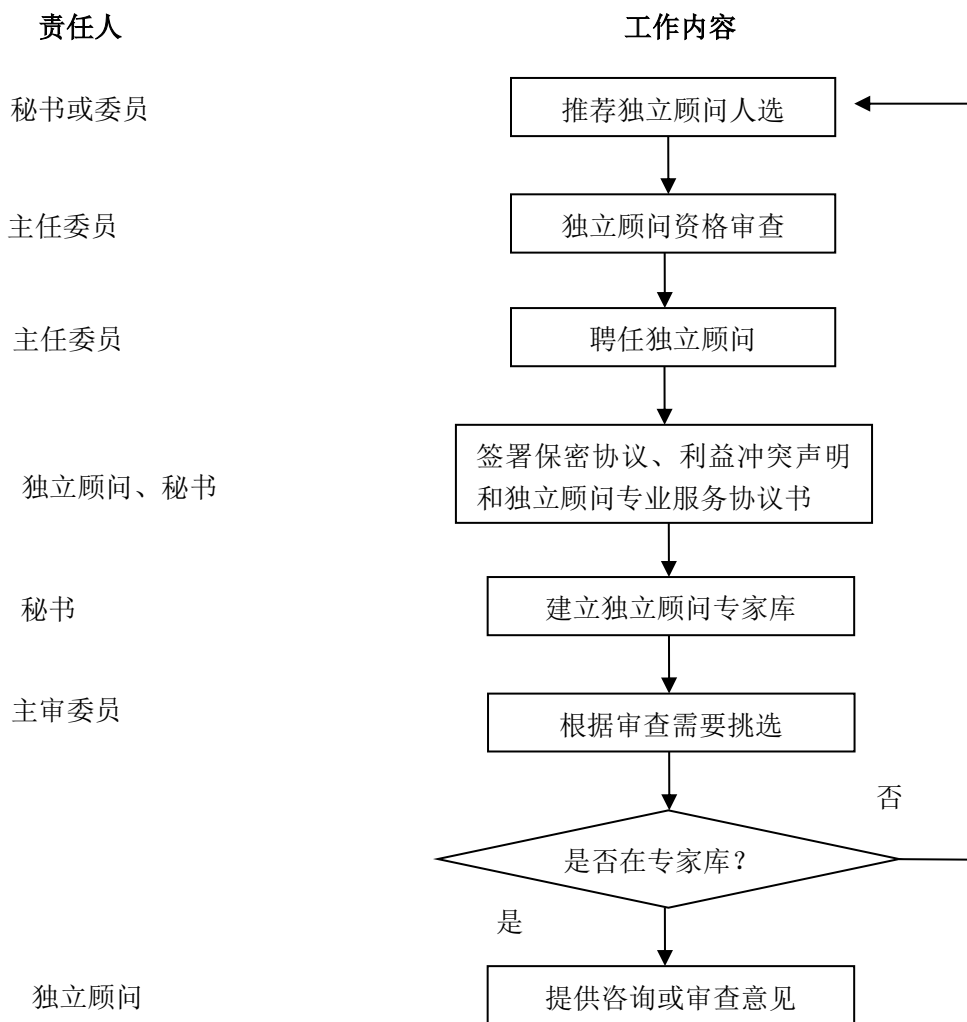 责任人 工作内容
秘书或委员 推荐独立顾问人选
主任委员 独立顾问资格审查
主任委员 聘任独立顾问
独立顾问、秘书
签署保密协议、利益冲突声明
和独立顾问专业服务协议书
秘书 建立独立顾问专家库
主审委员 根据审查需要挑选
否
是否在专家库？
是
独立顾问 提供咨询或审查意见